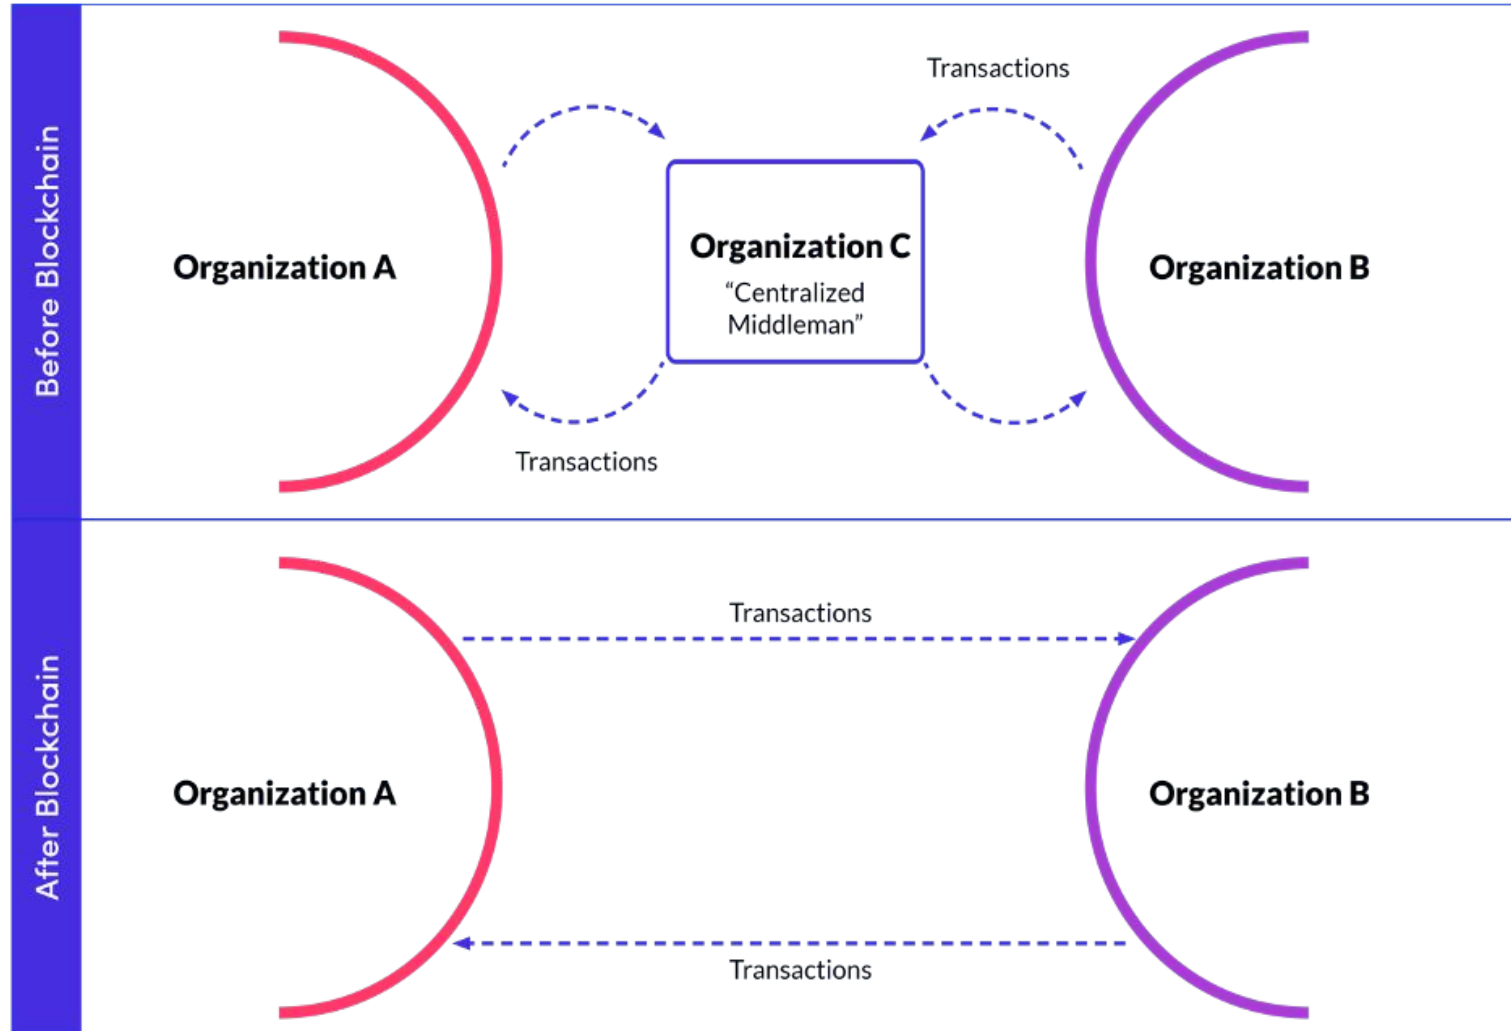 Before Blockchain
Transactions
Organization A
Organization C
“Centralized
Middleman”
Organization B
Transactions
After Blockchain
Transactions
Organization A
Organization B
Transactions